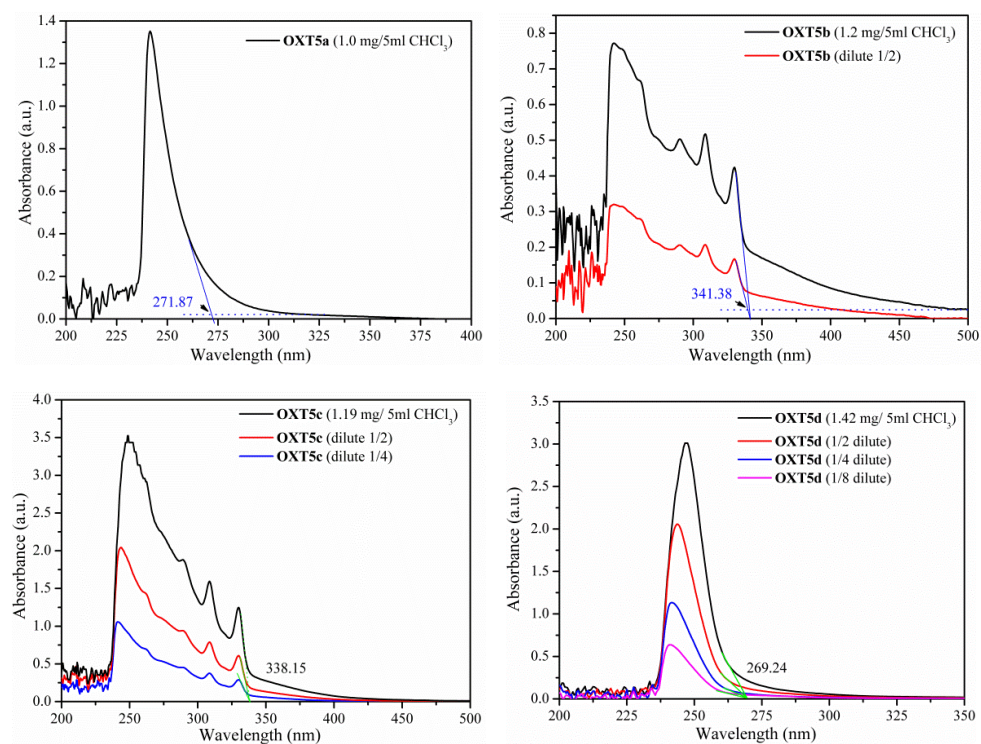 1.4
1.2
1.0
0.8
0.6
0.4
0.2
0.0
Absorbance (a.u.)
OXT5a (1.0 mg/5ml CHCl3)
271.87
200 225 250 275 300 325 350 375 400
Wavelength (nm)
0.8
0.7
0.6
0.5
0.4
0.3
0.2
0.1
0.0
Absorbance (a.u.)
OXT5b (1.2 mg/5ml CHCl3)
OXT5b (dilute 1/2)
341.38
200 250 300 350 400 450 500
Wavelength (nm)
4.0
3.5
3.0
2.5
2.0
1.5
1.0
0.5
0.0
Absorbance (a.u.)
OXT5c (1.19 mg/ 5ml CHCl3)
OXT5c (dilute 1/2)
OXT5c (dilute 1/4)
338.15
200 250 300 350 400 450 500
Wavelength (nm)
3.5
3.0
2.5
2.0
1.5
1.0
0.5
0.0
Absorbance (a.u.)
OXT5d (1.42 mg/ 5ml CHCl3)
OXT5d (1/2 dilute)
OXT5d (1/4 dilute)
OXT5d (1/8 dilute)
269.24
200 225 250 275 300 325 350
Wavelength (nm)